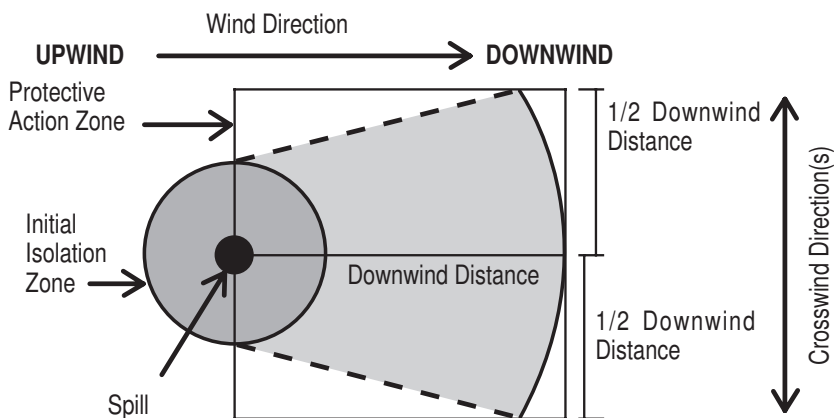 Wind Direction
UPWIND
DOWNWIND
Protective
Action Zone
1/2 Downwind
Distance
Crosswind Direction(s)
Initial
Isolation
Zone
Downwind Distance
1/2 Downwind
Distance
Spill